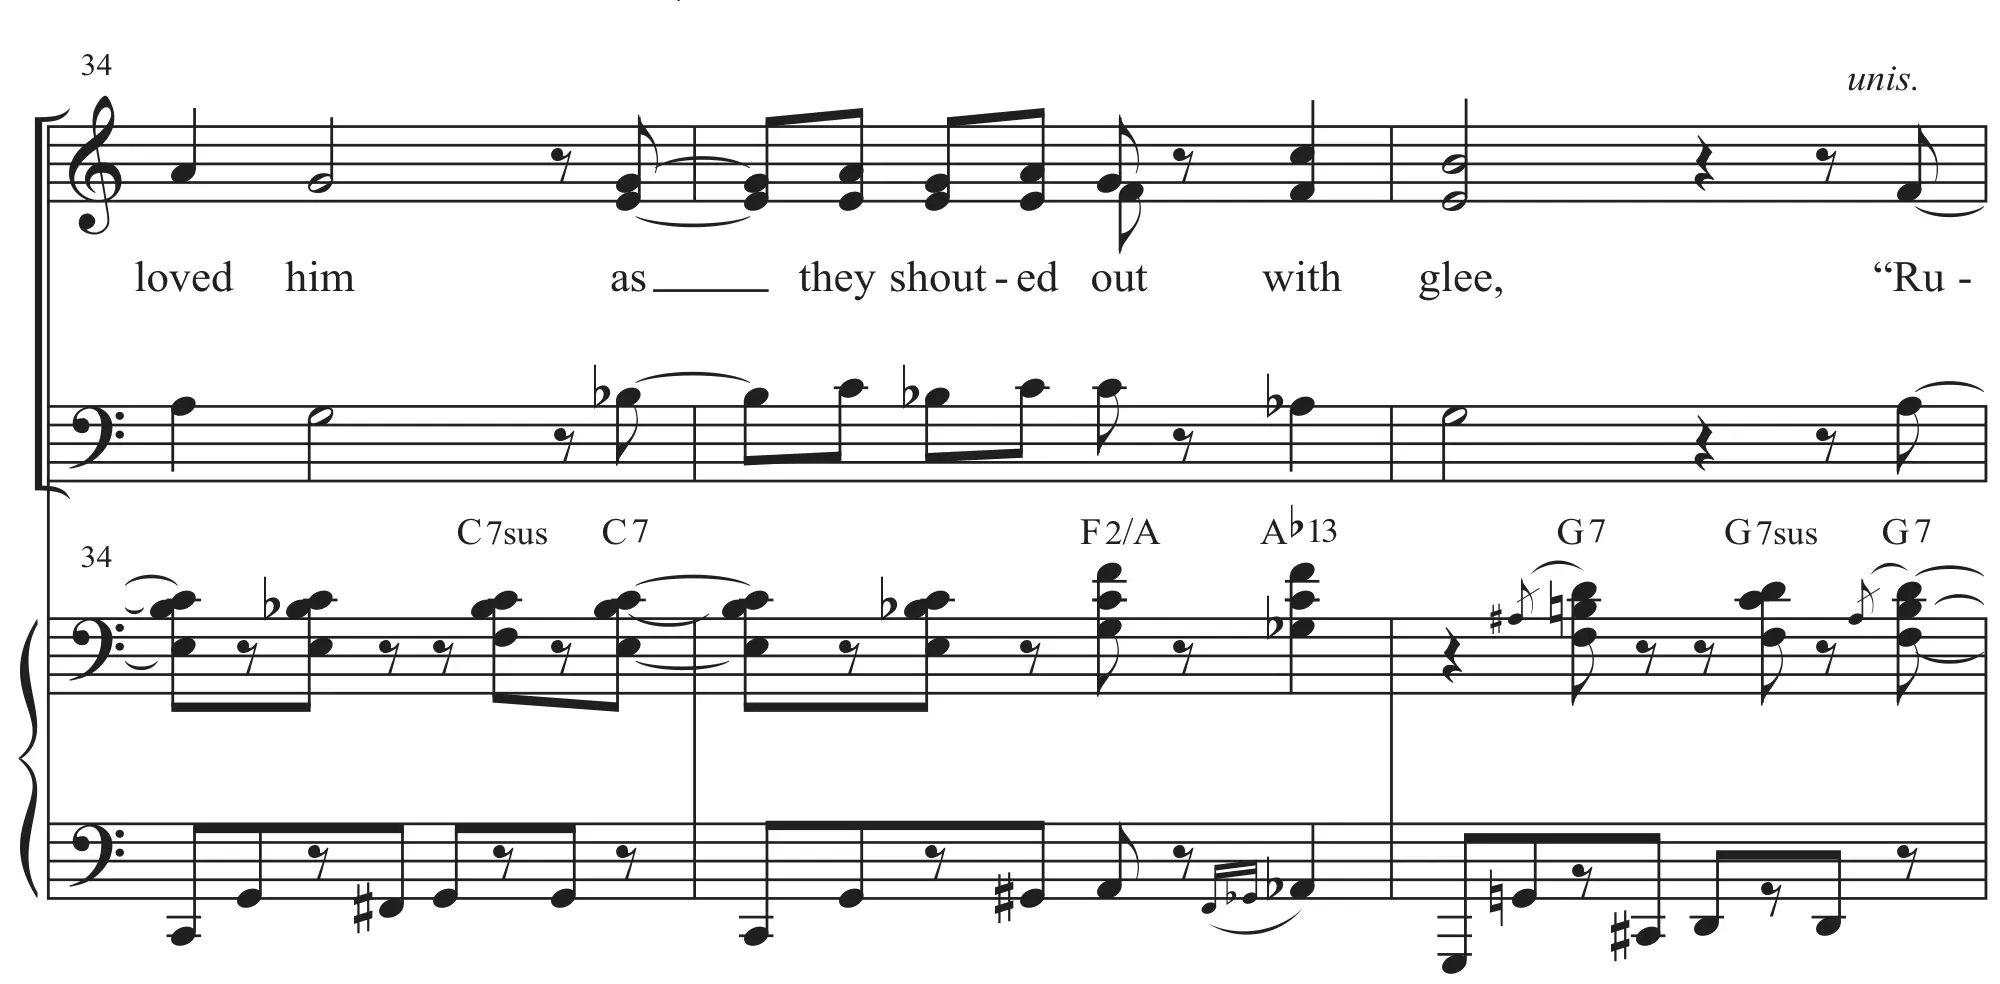 34
unis.
loved him as they shout - ed out with glee, “Ru -
C7sus C7 F2/A A♭13 G7 G7sus G7
34